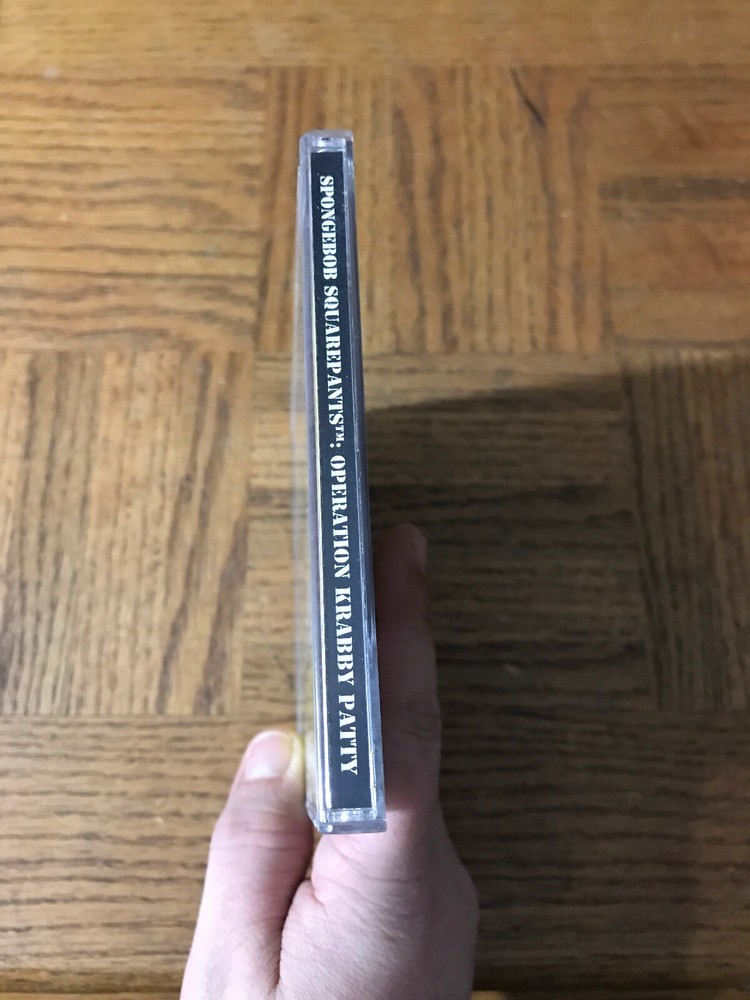 SPONGEBOB SQUAREPANTS™: OPERATION KRABBY PATTY